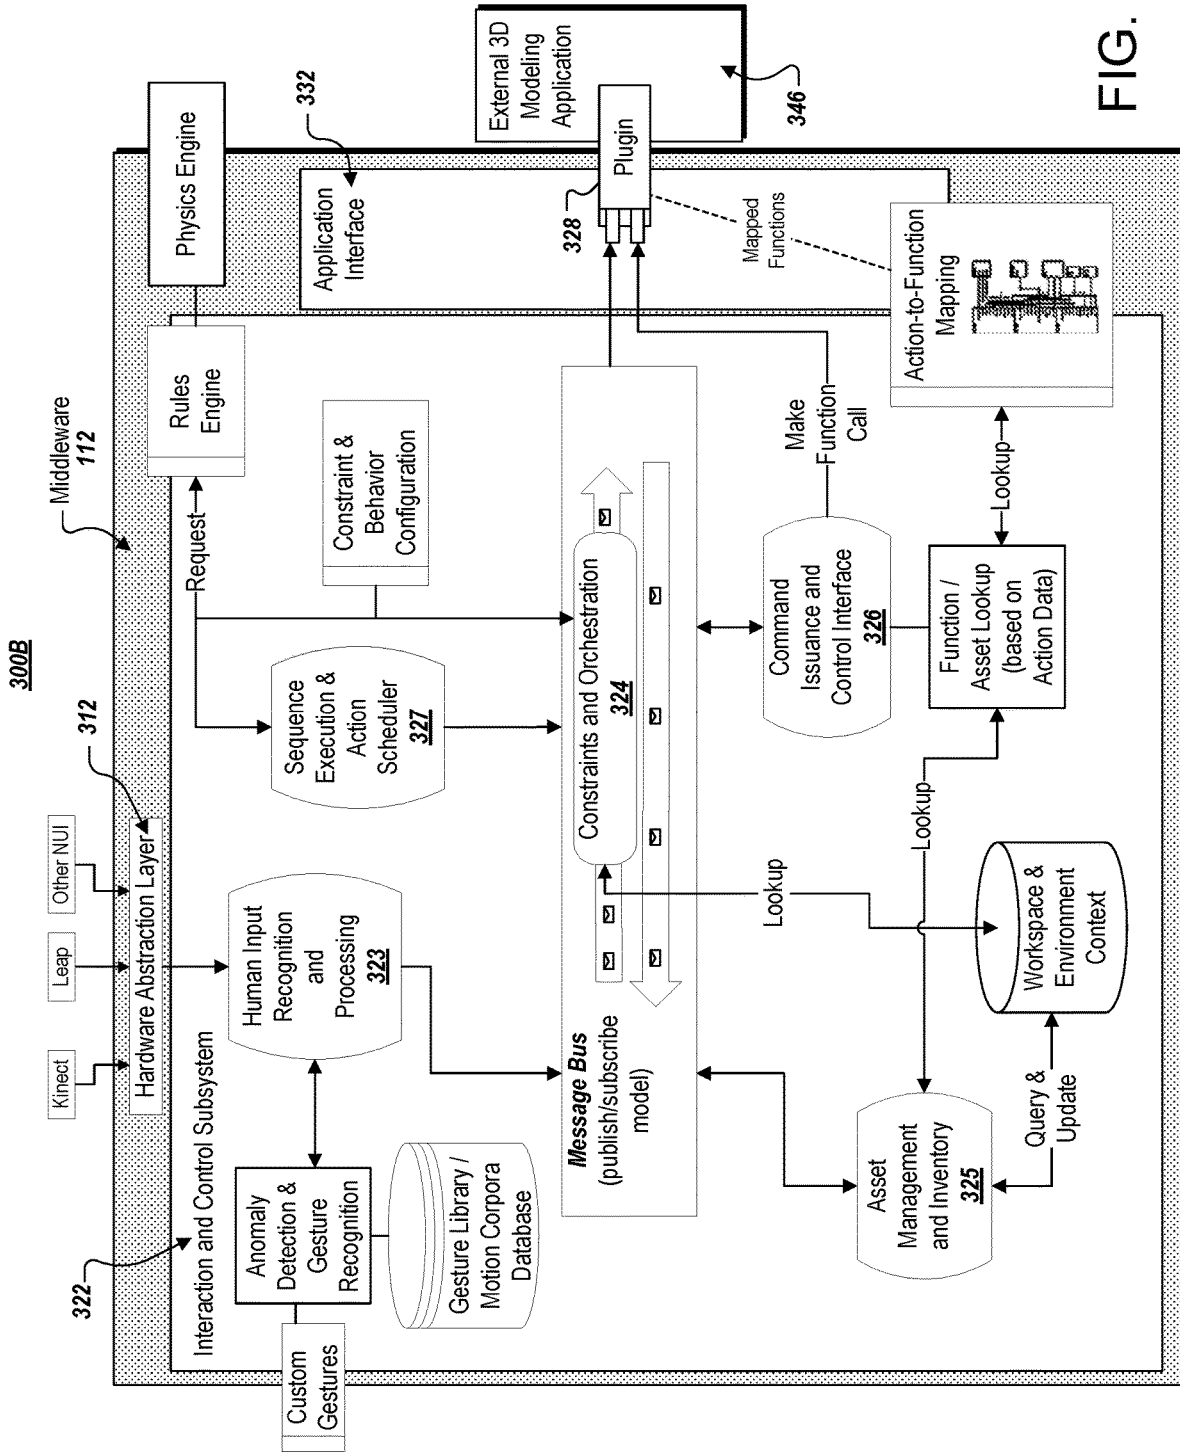 300B
Kinect
Leap
Other NUI
312
Middleware
112
Hardware Abstraction Layer
322
Interaction and Control Subsystem
Custom
Gestures
Anomaly
Detection &
Gesture
Recognition
Gesture Library /
Motion Corpora
Database
Human Input
Recognition
and
Processing
323
Sequence
Execution &
Action
Scheduler
327
Request
Rules
Engine
Physics Engine
Constraint &
Behavior
Configuration
Application
Interface
332
External 3D
Modeling
Application
346
Plugin
328
Mapped
Functions
Message Bus
(publish/subscribe
model)
Constraints and Orchestration
324
Lookup
Make
Function
Call
Command
Issuance and
Control Interface
326
Asset
Management
and Inventory
325
Query &
Update
Workspace &
Environment
Context
Lookup
Function /
Asset Lookup
(based on
Action Data)
Lookup
Action-to-Function
Mapping
FIG.